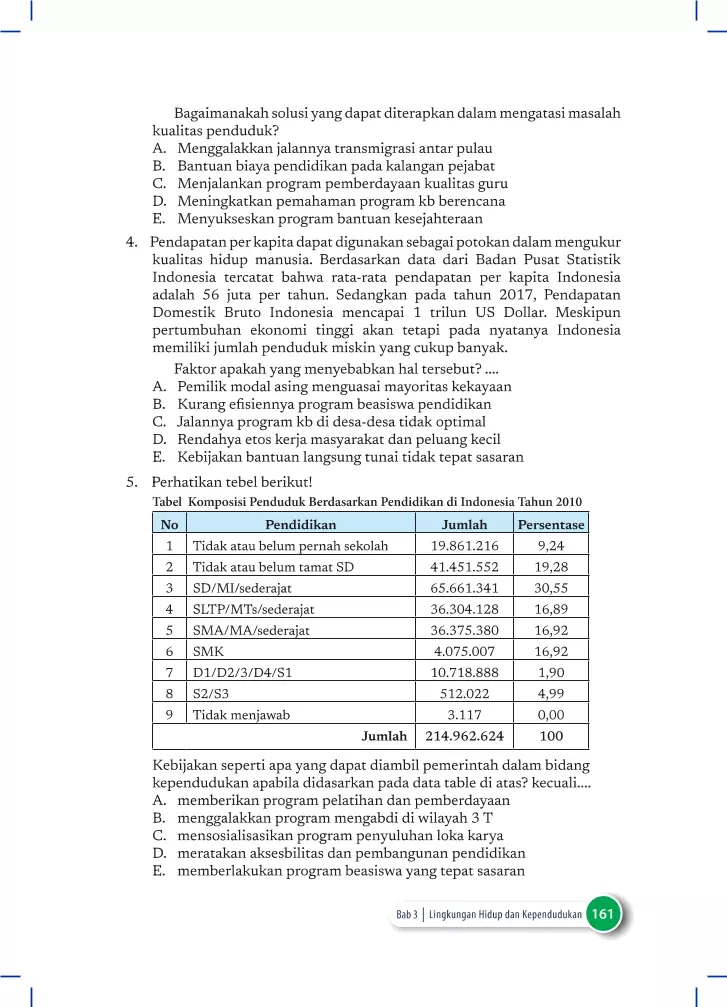 Bagaimanakah solusi yang dapat diterapkan dalam mengatasi masalah
kualitas penduduk?
A. Menggalakkan jalannya transmigrasi antar pulau
B. Bantuan biaya pendidikan pada kalangan pejabat
C. Menjalankan program pemberdayaan kualitas guru
D. Meningkatkan pemahaman program kb berencana
E. Menyukseskan program bantuan kesejahteraan
4. Pendapatan per kapita dapat digunakan sebagai potokan dalam mengukur
kualitas hidup manusia. Berdasarkan data dari Badan Pusat Statistik
Indonesia tercatat bahwa rata-rata pendapatan per kapita Indonesia
adalah 56 juta per tahun. Sedangkan pada tahun 2017, Pendapatan
Domestik Bruto Indonesia mencapai 1 trilun US Dollar. Meskipun
pertumbuhan ekonomi tinggi akan tetapi pada nyatanya Indonesia
memiliki jumlah penduduk miskin yang cukup banyak.
Faktor apakah yang menyebabkan hal tersebut? ....
A. Pemilik modal asing menguasai mayoritas kekayaan
B. Kurang efisiennya program beasiswa pendidikan
C. Jalannya program kb di desa-desa tidak optimal
D. Rendahya etos kerja masyarakat dan peluang kecil
E. Kebijakan bantuan langsung tunai tidak tepat sasaran
5. Perhatikan tebel berikut!
Tabel Komposisi Penduduk Berdasarkan Pendidikan di Indonesia Tahun 2010
No Pendidikan Jumlah Persentase
1 Tidak atau belum pernah sekolah 19.861.216 9,24
2 Tidak atau belum tamat SD 41.451.552 19,28
3 SD/MI/sederajat 65.661.341 30,55
4 SLTP/MTs/sederajat 36.304.128 16,89
5 SMA/MA/sederajat 36.375.380 16,92
6 SMK 4.075.007 16,92
7 D1/D2/3/D4/S1 10.718.888 1,90
8 S2/S3 512.022 4,99
9 Tidak menjawab 3.117 0,00
Jumlah 214.962.624 100
Kebijakan seperti apa yang dapat diambil pemerintah dalam bidang
kependudukan apabila didasarkan pada data table di atas? kecuali....
A. memberikan program pelatihan dan pemberdayaan
B. menggalakkan program mengabdi di wilayah 3 T
C. mensosialisasikan program penyuluhan loka karya
D. meratakan aksesbilitas dan pembangunan pendidikan
E. memberlakukan program beasiswa yang tepat sasaran
Bab 3 | Lingkungan Hidup dan Kependudukan 161